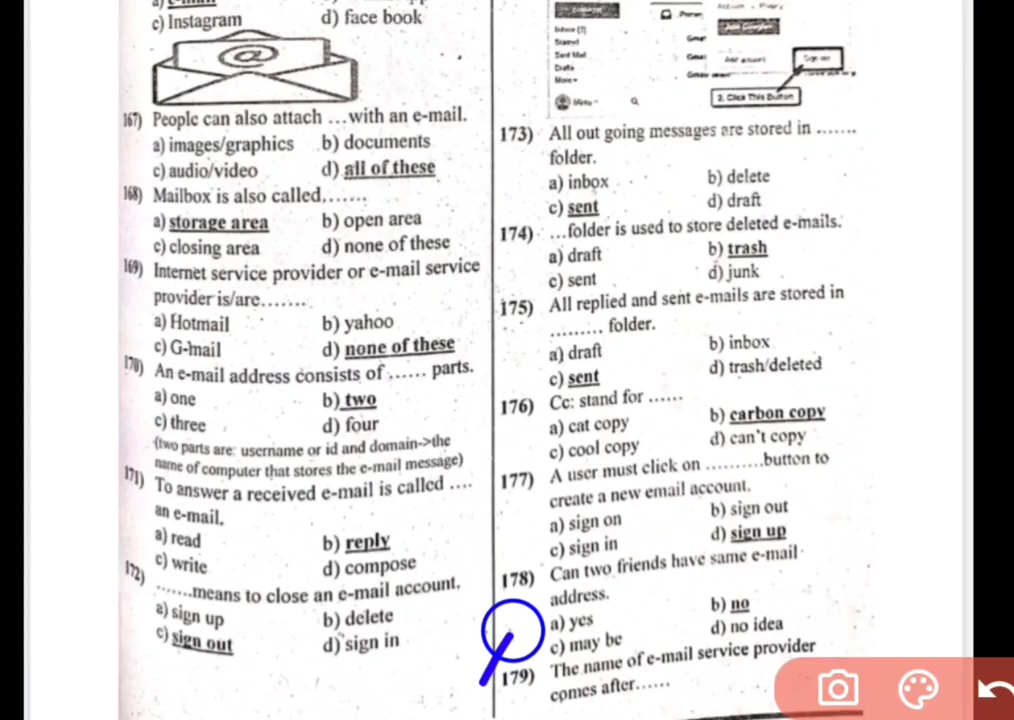 c) Instagram d) face book
@
167) People can also attach ...with an e-mail.
a) images/graphics b) documents
c) audio/video d) all of these
168) Mailbox is also called.......
a) storage area b) open area
c) closing area d) none of these
169) Internet service provider or e-mail service
provider is/are.......
a) Hotmail b) yahoo
c) G-mail d) none of these
170) An e-mail address consists of ...... parts.
a) one b) two
c) three d) four
(two parts are: username or id and domain->the
name of computer that stores the e-mail message)
171) To answer a received e-mail is called ....
an e-mail.
a) read b) reply
c) write d) compose
172) .......means to close an e-mail account.
a) sign up b) delete
c) sign out d) sign in
Sent Mail
Drafts
More
Menu
Add account
Sign out
2. Click This Button
173) All out going messages are stored in .......
folder.
a) inbox b) delete
c) sent d) draft
174) ...folder is used to store deleted e-mails.
a) draft b) trash
c) sent d) junk
175) All replied and sent e-mails are stored in
......... folder.
a) draft b) inbox
c) sent d) trash/deleted
176) Cc: stand for ......
a) cat copy b) carbon copy
c) cool copy d) can't copy
177) A user must click on ..........button to
create a new email account.
a) sign on b) sign out
c) sign in d) sign up
178) Can two friends have same e-mail
address.
a) yes b) no
c) may be d) no idea
179) The name of e-mail service provider
comes after......